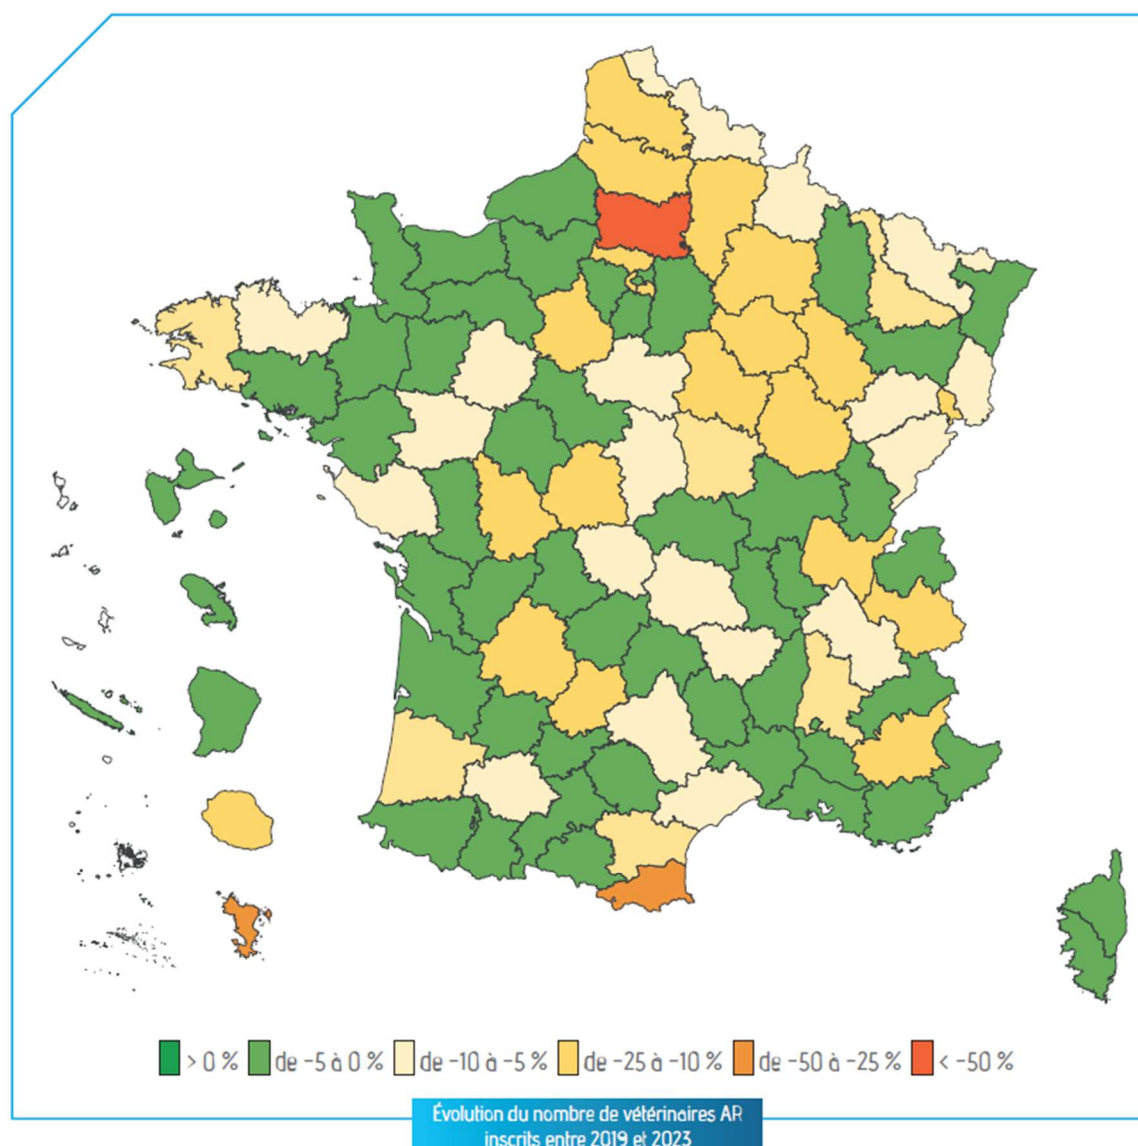 > 0 % de -5 à 0 % de -10 à -5 % de -25 à -10 % de -50 à -25 % < -50 %
Évolution du nombre de vétérinaires AR
inscrits entre 2019 et 2023